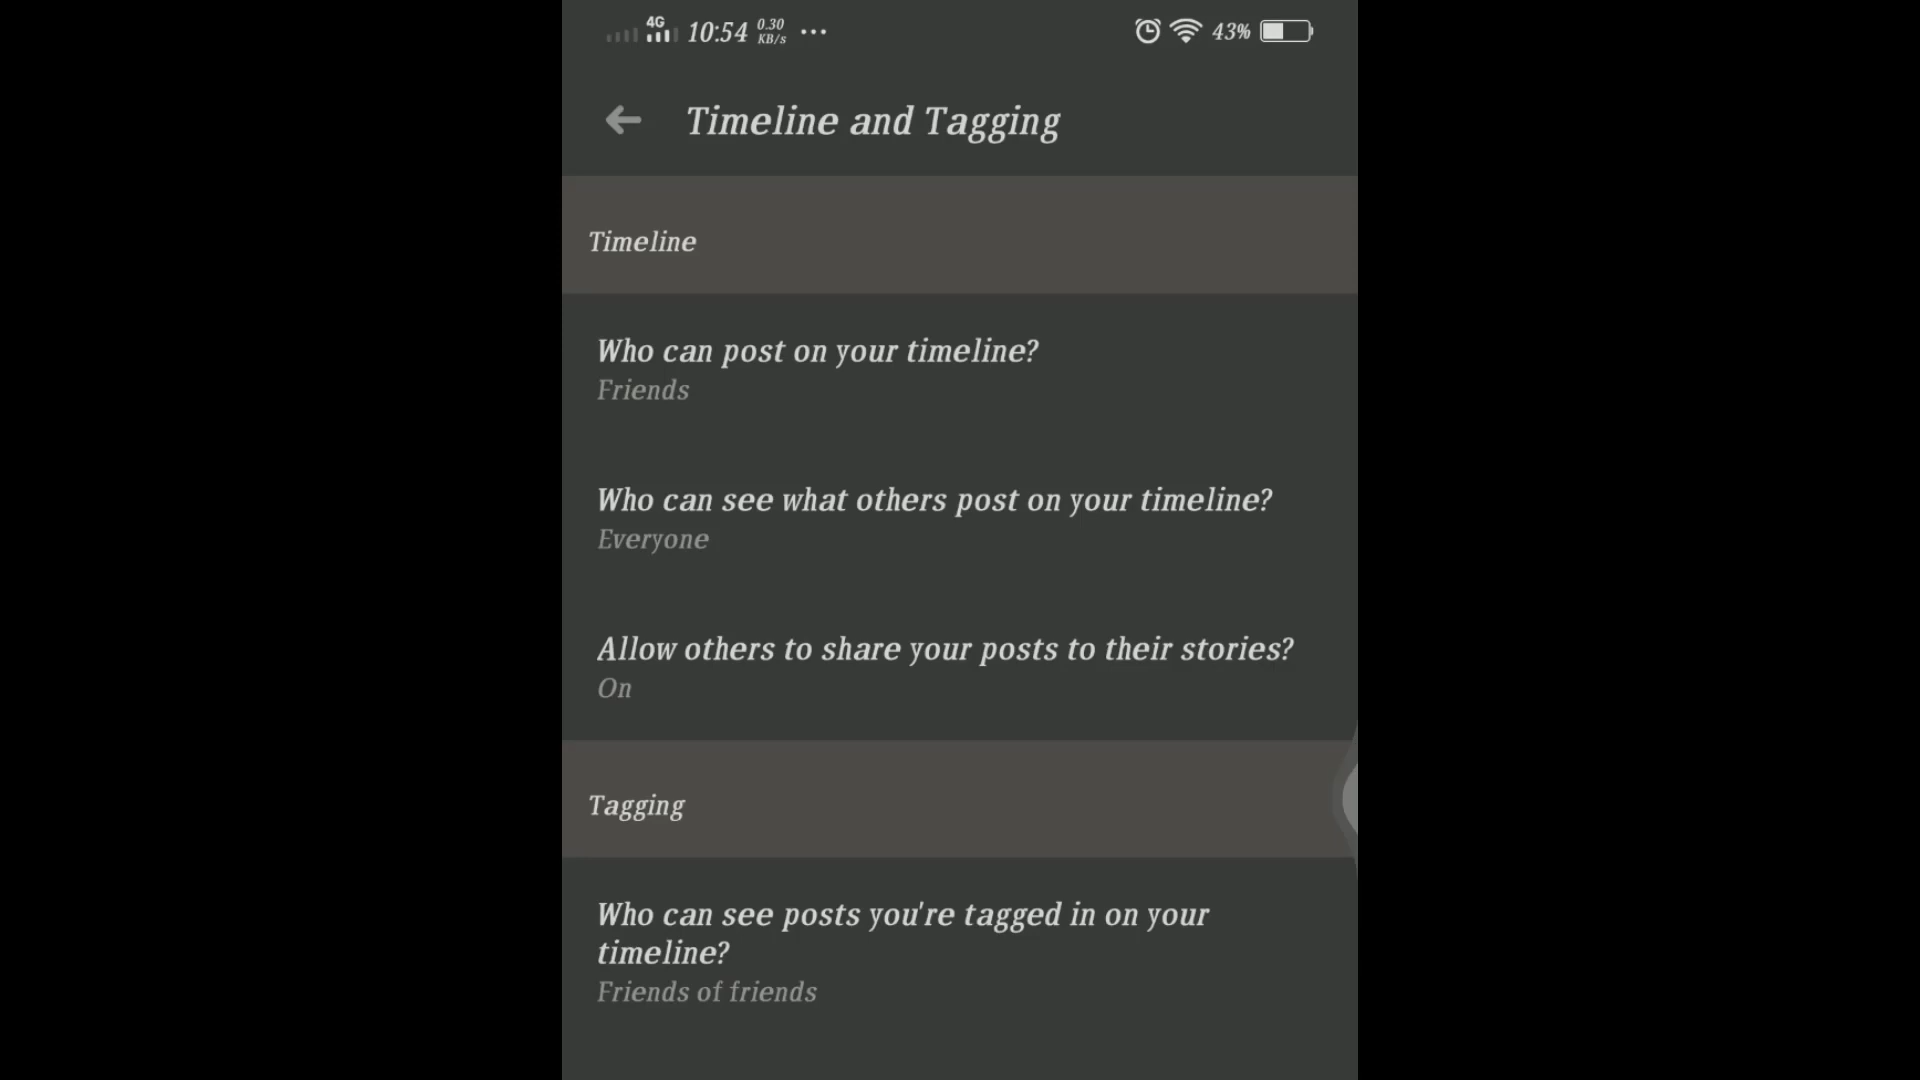 4G 10:54 0.30 KB/s ... 43%
Timeline and Tagging
Timeline
Who can post on your timeline?
Friends
Who can see what others post on your timeline?
Everyone
Allow others to share your posts to their stories?
On
Tagging
Who can see posts you're tagged in on your
timeline?
Friends of friends